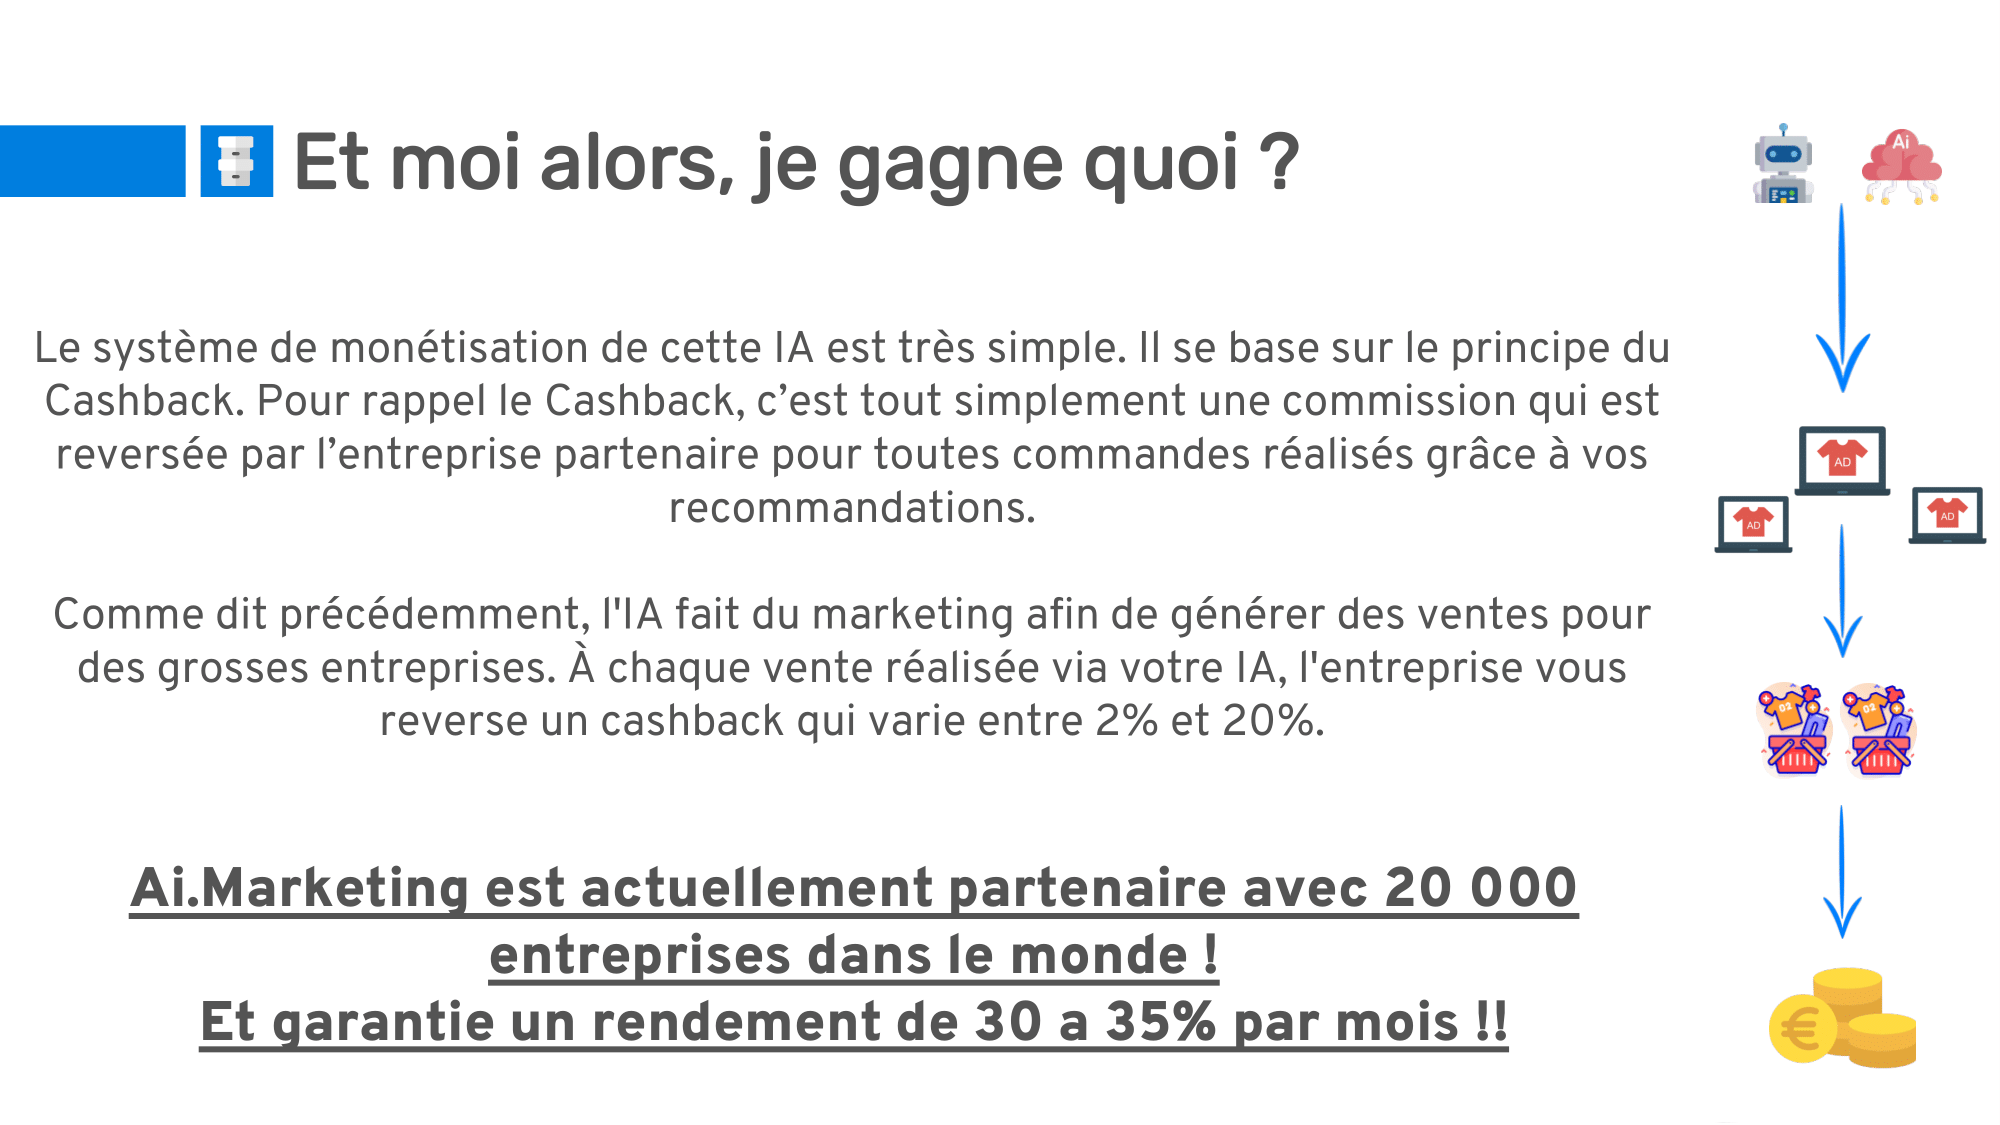 Et moi alors, je gagne quoi ?
Ai
Le système de monétisation de cette IA est très simple. Il se base sur le principe du
Cashback. Pour rappel le Cashback, c’est tout simplement une commission qui est
reversée par l’entreprise partenaire pour toutes commandes réalisés grâce à vos
recommandations.
AD
AD
AD
Comme dit précédemment, l'IA fait du marketing afin de générer des ventes pour
des grosses entreprises. À chaque vente réalisée via votre IA, l'entreprise vous
reverse un cashback qui varie entre 2% et 20%.
02
02
Ai.Marketing est actuellement partenaire avec 20 000
entreprises dans le monde !
Et garantie un rendement de 30 a 35% par mois !!
€